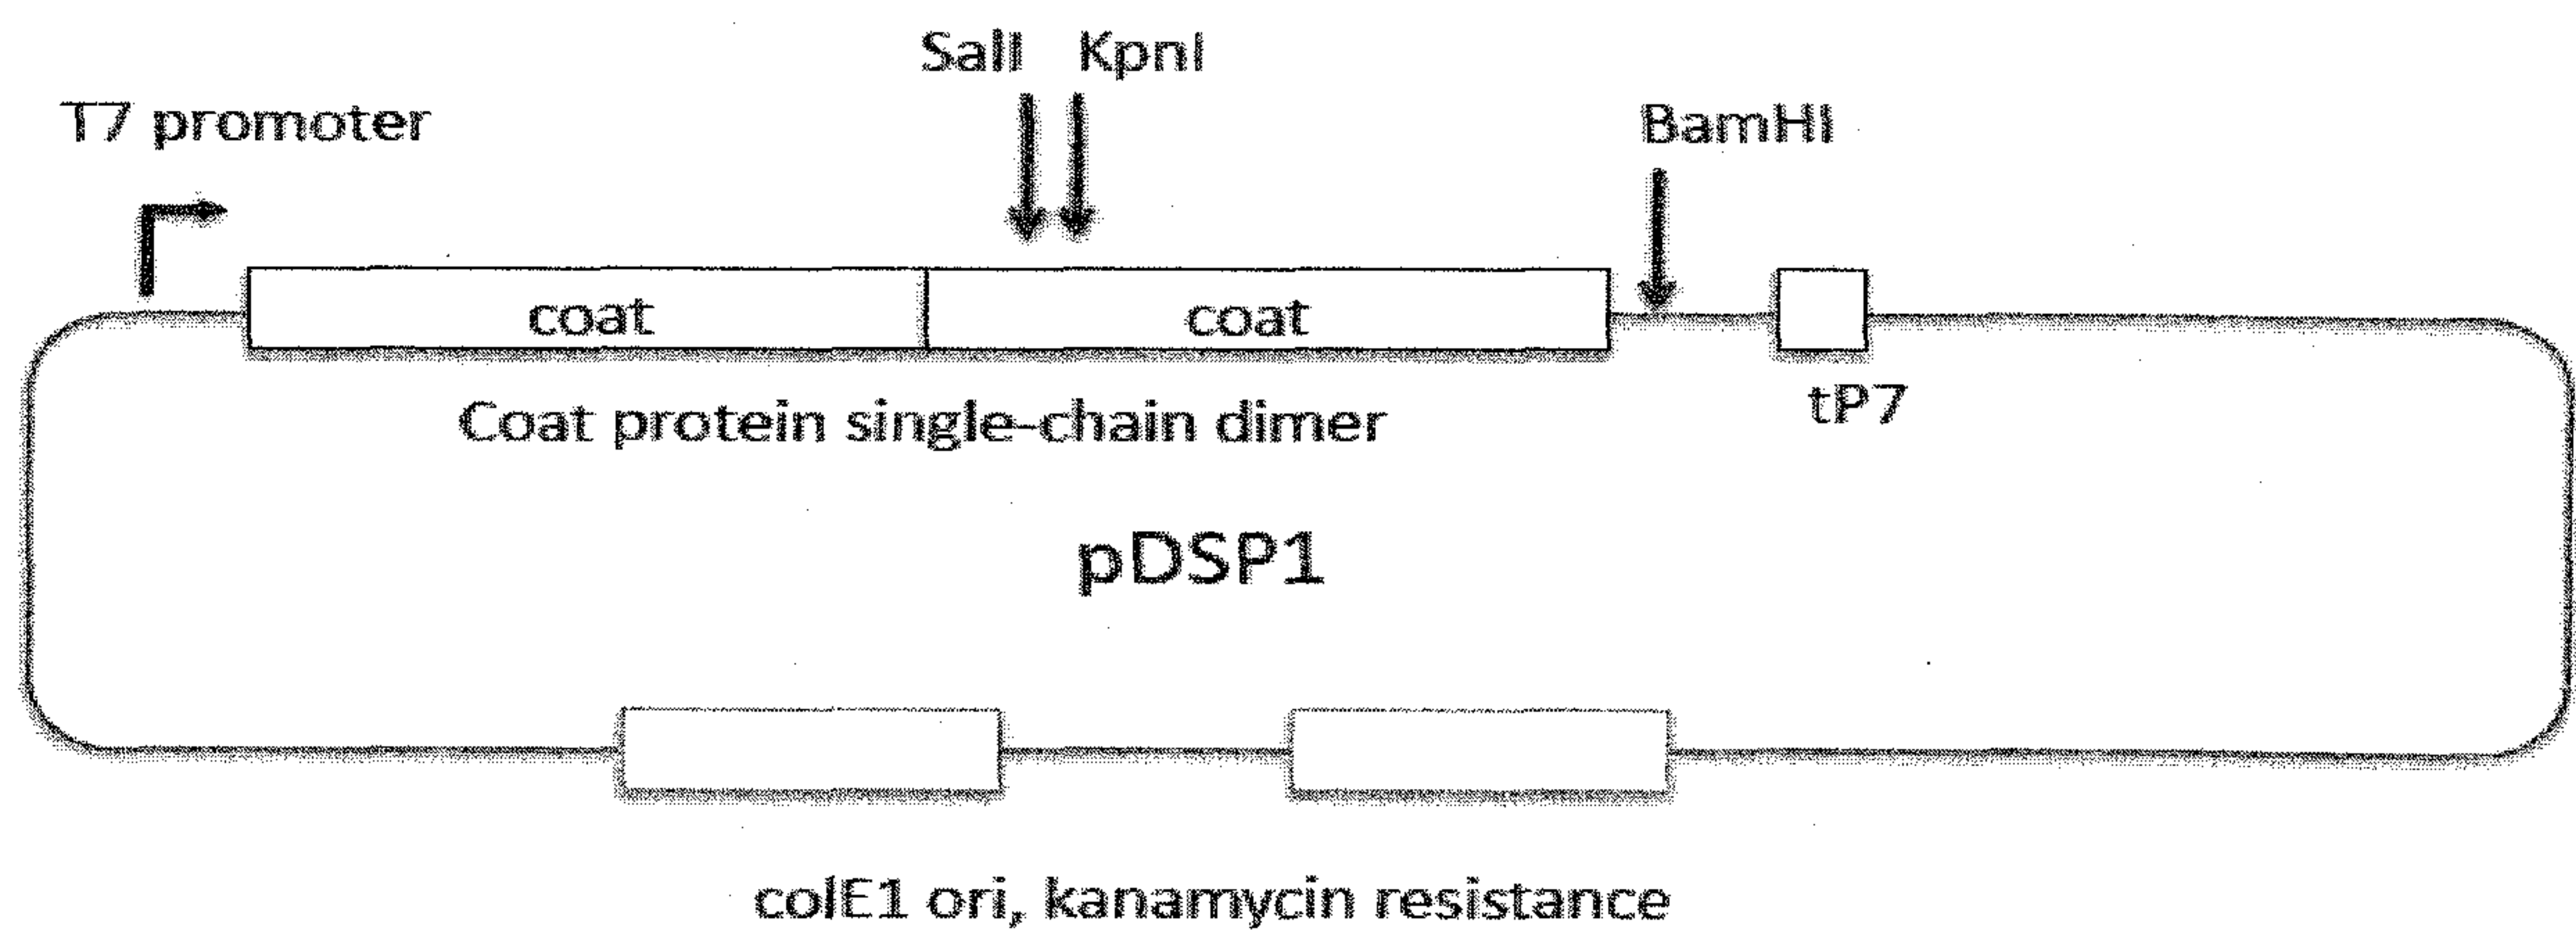 SalI KpnI
T7 promoter
BamHI
coat
coat
tP7
Coat protein single-chain dimer
pDSP1
colE1 ori, kanamycin resistance